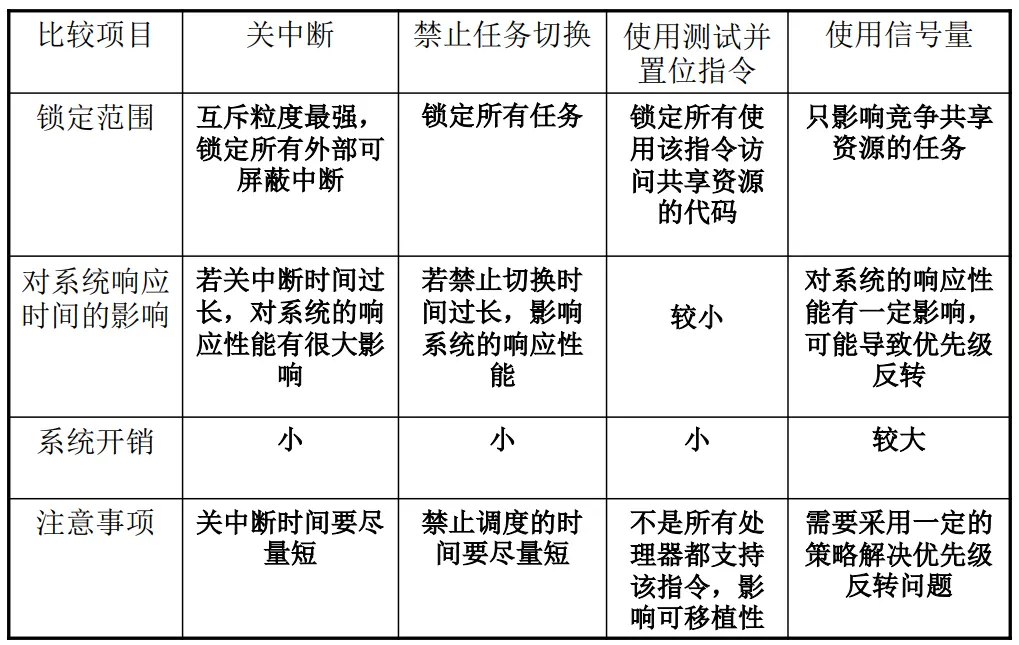 比较项目
关中断
禁止任务切换
使用测试并
置位指令
使用信号量
锁定范围
互斥粒度最强，
锁定所有外部可
屏蔽中断
锁定所有任务
锁定所有使
用该指令访
问共享资源
的代码
只影响竞争共享
资源的任务
对系统响应
时间的影响
若关中断时间过
长，对系统的响
应性能有很大影
响
若禁止切换时
间过长，影响
系统的响应性
能
较小
对系统的响应性
能有一定影响，
可能导致优先级
反转
系统开销
小
小
小
较大
注意事项
关中断时间要尽
量短
禁止调度的时
间要尽量短
不是所有处
理器都支持
该指令，影
响可移植性
需要采用一定的
策略解决优先级
反转问题